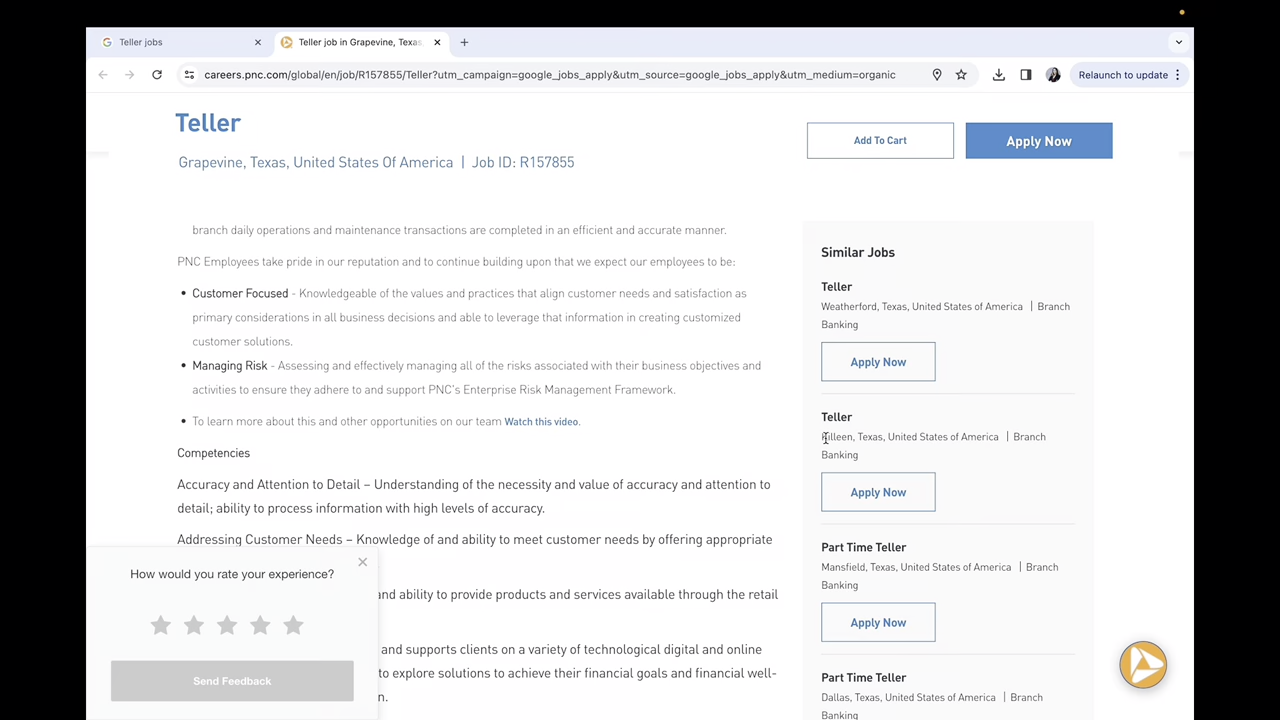 Teller jobs
Teller job in Grapevine, Texas,
careers.pnc.com/global/en/job/R157855/Teller?utm_campaign=google_jobs_apply&utm_source=google_jobs_apply&utm_medium=organic
Relaunch to update
Teller
Grapevine, Texas, United States Of America | Job ID: R157855
Add To Cart
Apply Now
branch daily operations and maintenance transactions are completed in an efficient and accurate manner.
PNC Employees take pride in our reputation and to continue building upon that we expect our employees to be:
• Customer Focused - Knowledgeable of the values and practices that align customer needs and satisfaction as
primary considerations in all business decisions and able to leverage that information in creating customized
customer solutions.
• Managing Risk - Assessing and effectively managing all of the risks associated with their business objectives and
activities to ensure they adhere to and support PNC's Enterprise Risk Management Framework.
• To learn more about this and other opportunities on our team Watch this video.
Competencies
Accuracy and Attention to Detail – Understanding of the necessity and value of accuracy and attention to
detail; ability to process information with high levels of accuracy.
Addressing Customer Needs – Knowledge of and ability to meet customer needs by offering appropriate
and ability to provide products and services available through the retail
and supports clients on a variety of technological digital and online
to explore solutions to achieve their financial goals and financial well-
n.
How would you rate your experience?
Send Feedback
Similar Jobs
Teller
Weatherford, Texas, United States of America | Branch
Banking
Apply Now
Teller
Killeen, Texas, United States of America | Branch
Banking
Apply Now
Part Time Teller
Mansfield, Texas, United States of America | Branch
Banking
Apply Now
Part Time Teller
Dallas, Texas, United States of America | Branch
Banking